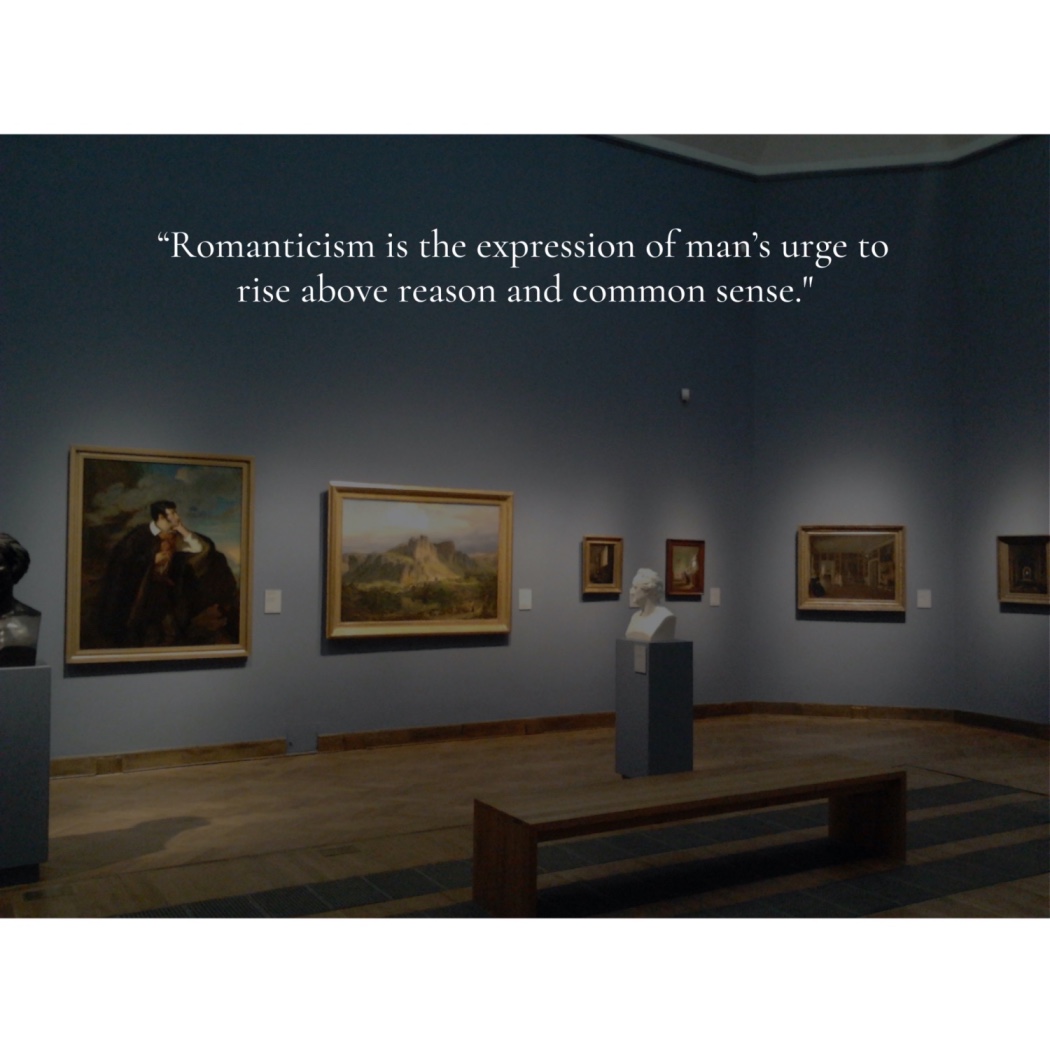 “Romanticism is the expression of man’s urge to
rise above reason and common sense."